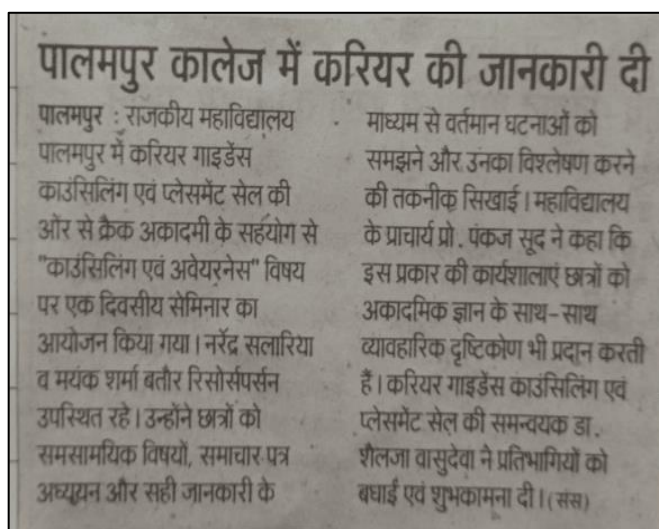 पालमपुर कालेज में करियर की जानकारी दी
पालमपुर : राजकीय महाविद्यालय
पालमपुर में करियर गाइडेंस
काउंसिलिंग एवं प्लेसमेंट सेल की
ओर से क्रैक अकादमी के सहयोग से
"काउंसिलिंग एवं अवेयरनेस" विषय
पर एक दिवसीय सेमिनार का
आयोजन किया गया। नरेंद्र सलारिया
व मयंक शर्मा बतौर रिसोर्सपर्सन
उपस्थित रहे। उन्होंने छात्रों को
समसामयिक विषयों, समाचार पत्र
अध्ययन और सही जानकारी के
माध्यम से वर्तमान घटनाओं को
समझने और उनका विश्लेषण करने
की तकनीक सिखाई। महाविद्यालय
के प्राचार्य प्रो. पंकज सूद ने कहा कि
इस प्रकार की कार्यशालाएं छात्रों को
अकादमिक ज्ञान के साथ-साथ
व्यावहारिक दृष्टिकोण भी प्रदान करती
हैं। करियर गाइडेंस काउंसिलिंग एवं
प्लेसमेंट सेल की समन्वयक डा.
शैलजा वासुदेवा ने प्रतिभागियों को
बधाई एवं शुभकामना दी।(संस)